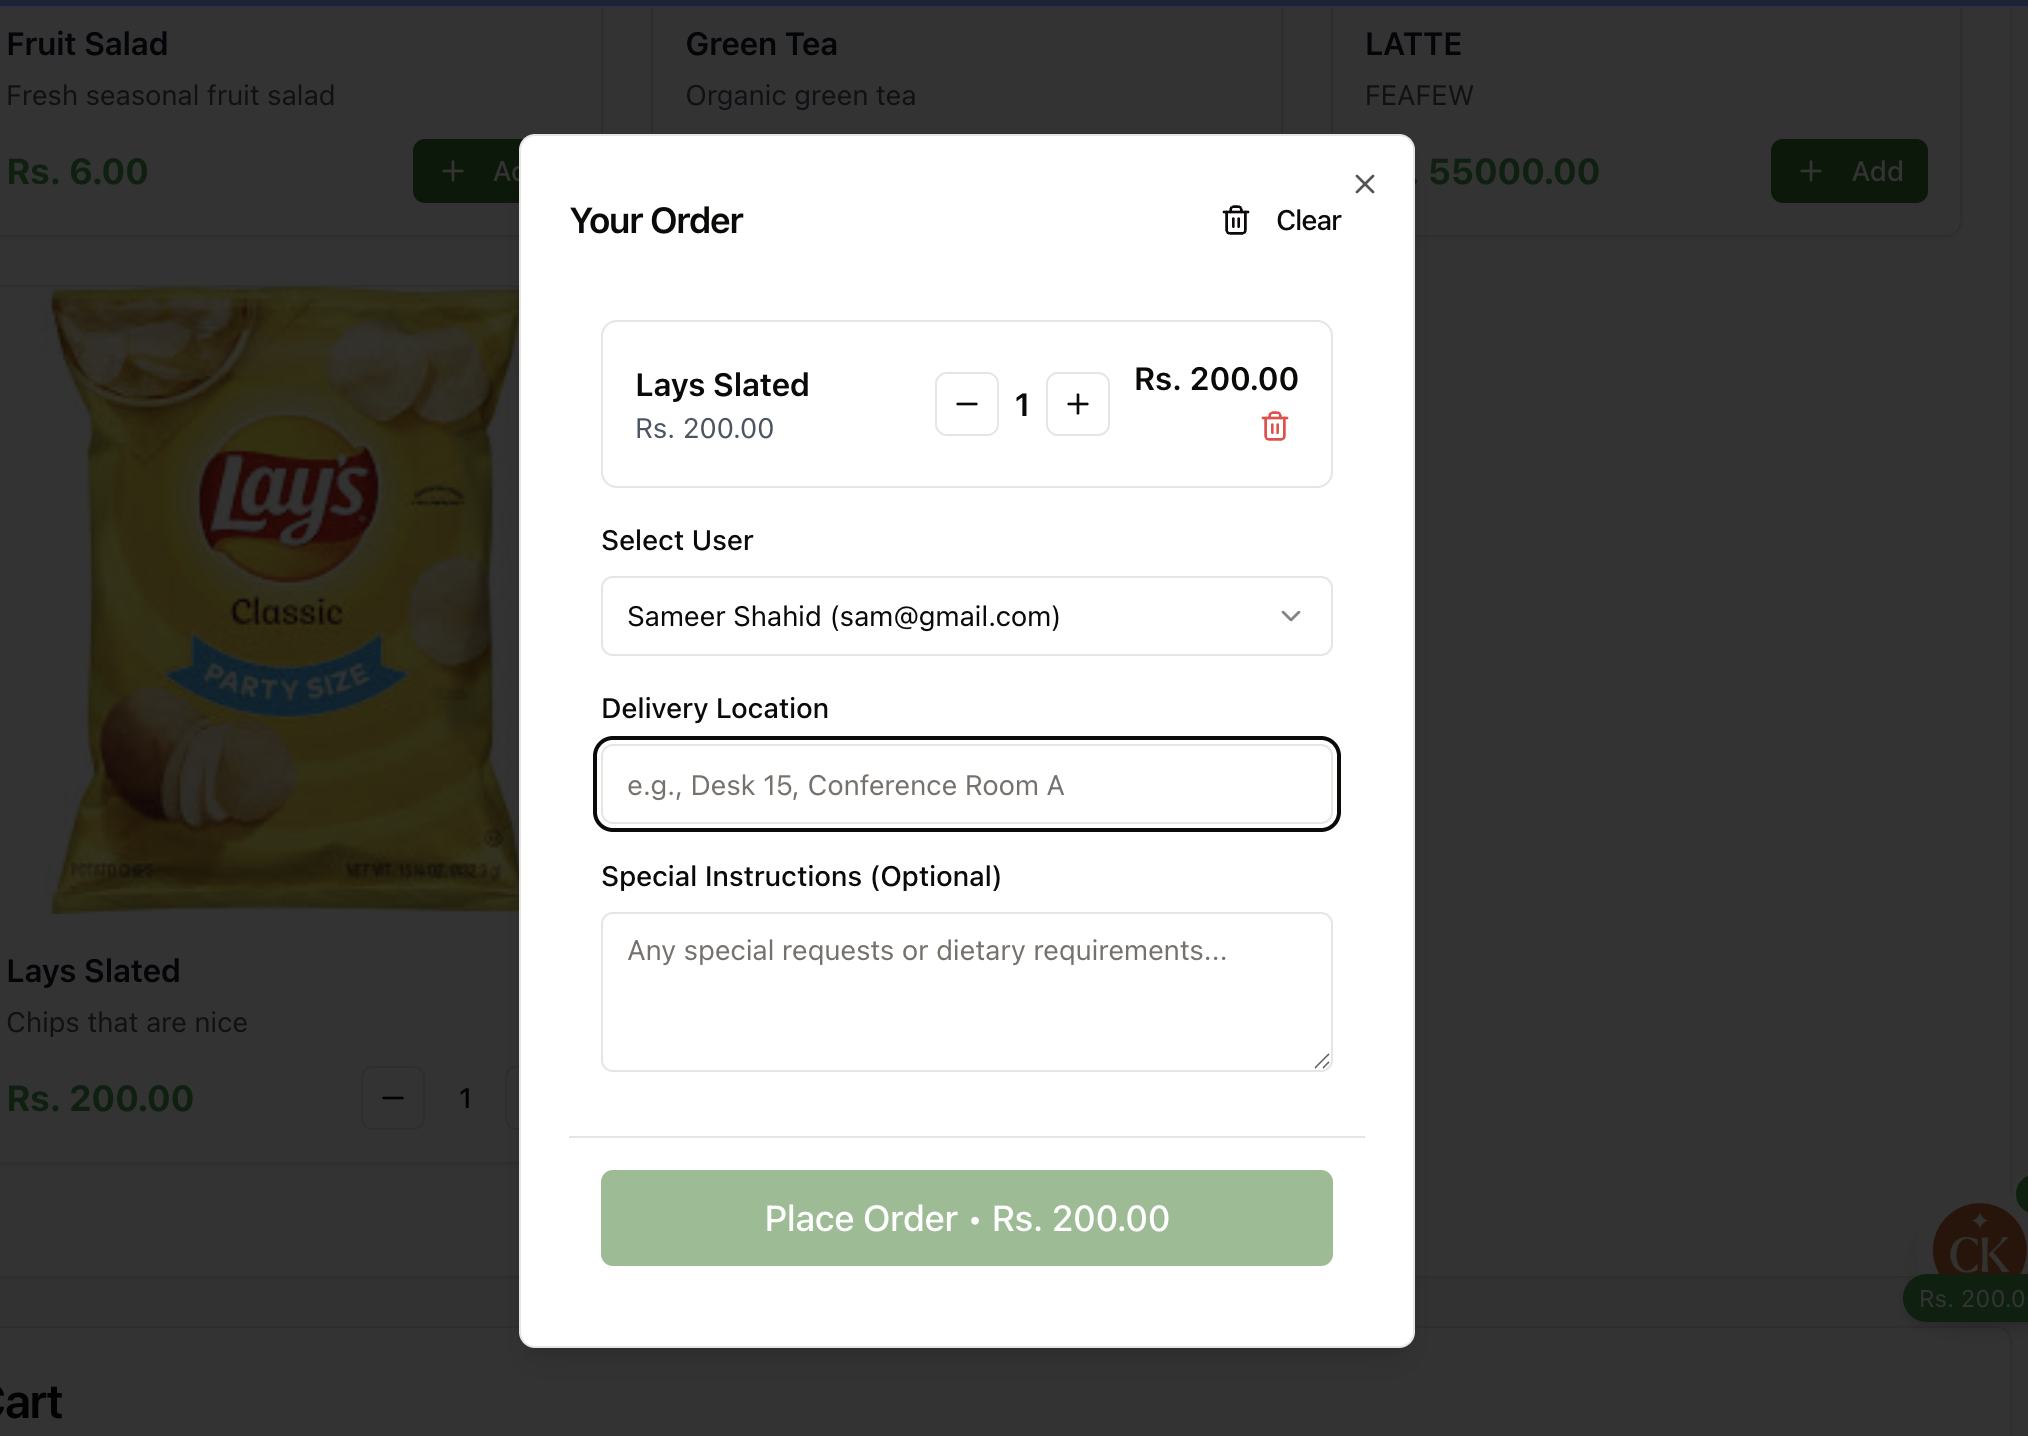 Fruit Salad
Fresh seasonal fruit salad
Rs. 6.00
Green Tea
Organic green tea
LATTE
FEAFEW
55000.00
Add
Your Order
Clear
Lays Slated
Rs. 200.00
1
Rs. 200.00
Select User
Sameer Shahid (sam@gmail.com)
Delivery Location
e.g., Desk 15, Conference Room A
Special Instructions (Optional)
Any special requests or dietary requirements...
Place Order • Rs. 200.00
Lay's
Classic
PARTY SIZE
Lays Slated
Chips that are nice
Rs. 200.00
1
CK
Rs. 200.0
Cart